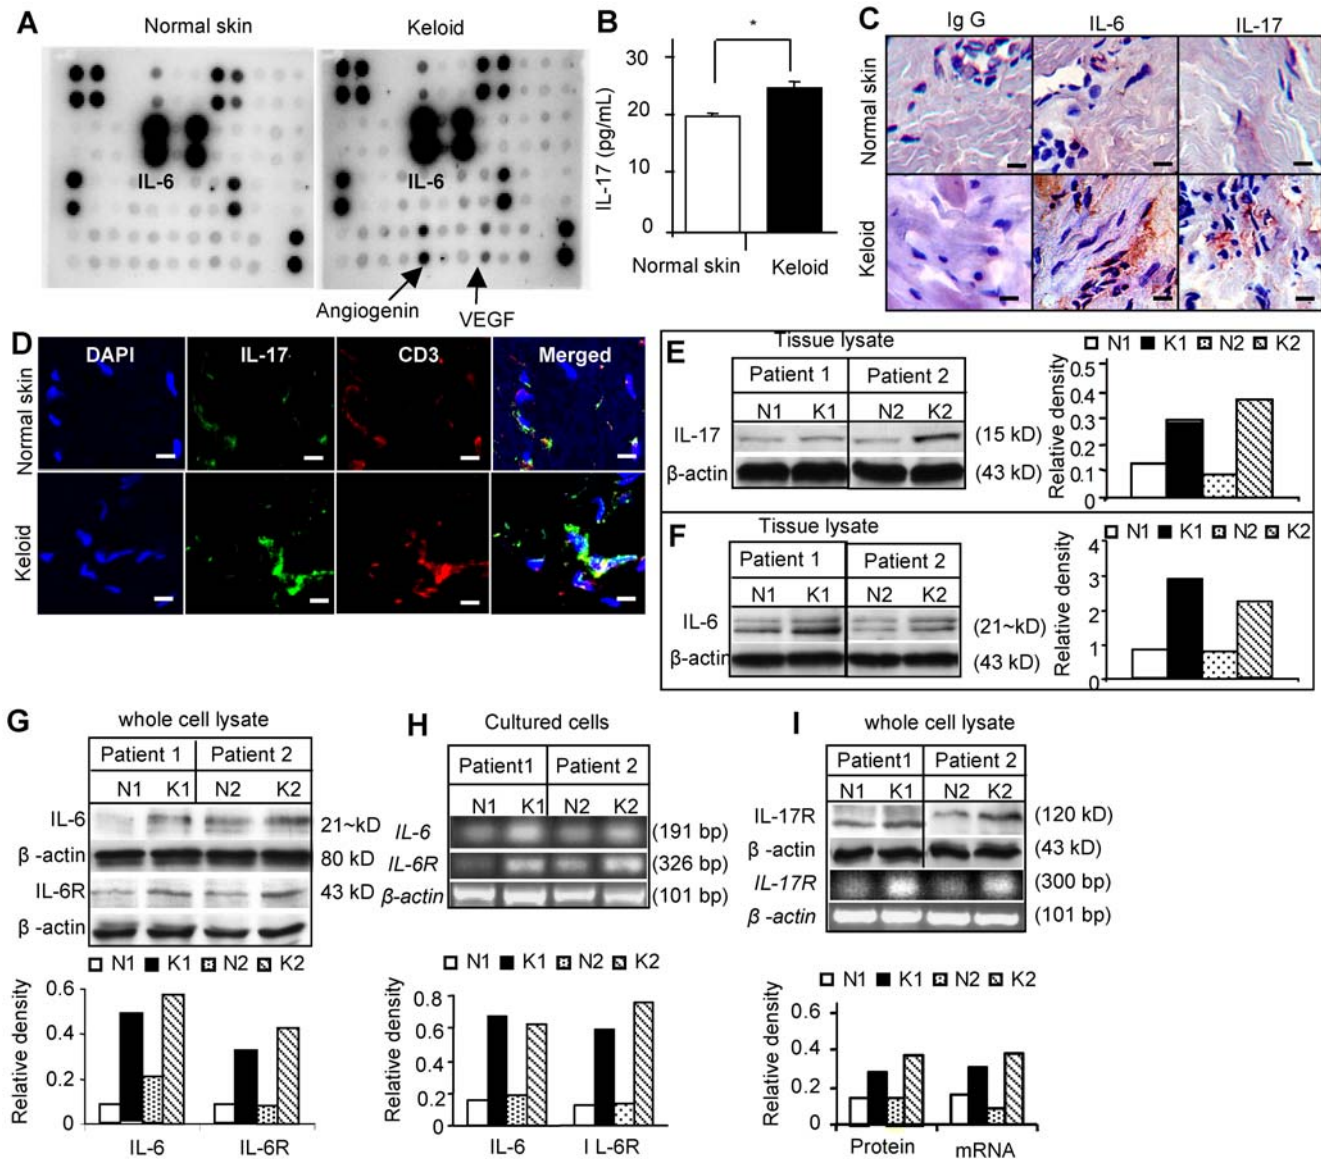 A
Normal skin
Keloid
IL-6
IL-6
Angiogenin
VEGF
B
*
IL-17 (pg/mL)
30
20
10
0
Normal skin
Keloid
C
Ig G
IL-6
IL-17
Normal skin
Keloid
D
DAPI
IL-17
CD3
Merged
Normal skin
Keloid
E
Tissue lysate
Patient 1
Patient 2
N1
K1
N2
K2
IL-17
(15 kD)
β-actin
(43 kD)
N1
K1
N2
K2
Relative density
0.5
0.3
0.2
0.1
0
F
Tissue lysate
Patient 1
Patient 2
N1
K1
N2
K2
IL-6
(21~kD)
β-actin
(43 kD)
N1
K1
N2
K2
Relative density
4
3
2
1
0
G
whole cell lysate
Patient 1
Patient 2
N1
K1
N2
K2
IL-6
21~kD
β -actin
80 kD
IL-6R
43 kD
β -actin
N1
K1
N2
K2
Relative density
0.6
0.4
0.2
0
IL-6
IL-6R
H
Cultured cells
Patient1
Patient 2
N1
K1
N2
K2
IL-6
(191 bp)
IL-6R
(326 bp)
β-actin
(101 bp)
N1
K1
N2
K2
Relative density
0.8
0.6
0.4
0.2
0
IL-6
I L-6R
I
whole cell lysate
Patient1
Patient 2
N1
K1
N2
K2
IL-17R
(120 kD)
β -actin
(43 kD)
IL-17R
(300 bp)
β -actin
(101 bp)
N1
K1
N2
K2
Relative density
0.6
0.4
0.2
0
Protein
mRNA